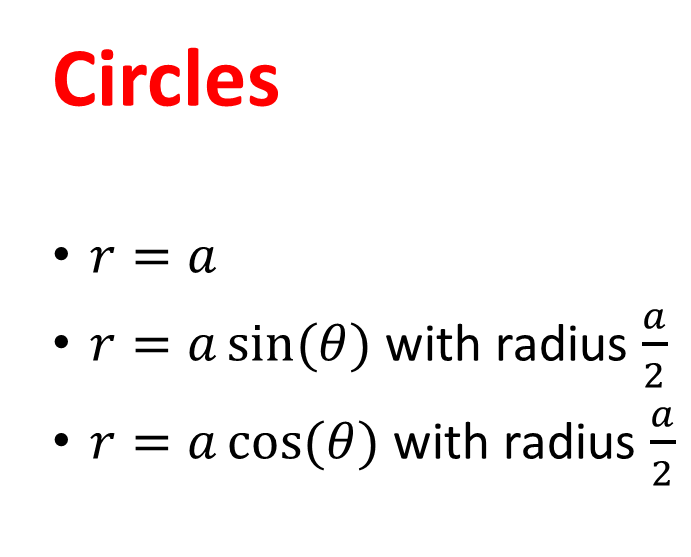 Circles
• r = a
• r = a sin(θ) with radius a/2
• r = a cos(θ) with radius a/2